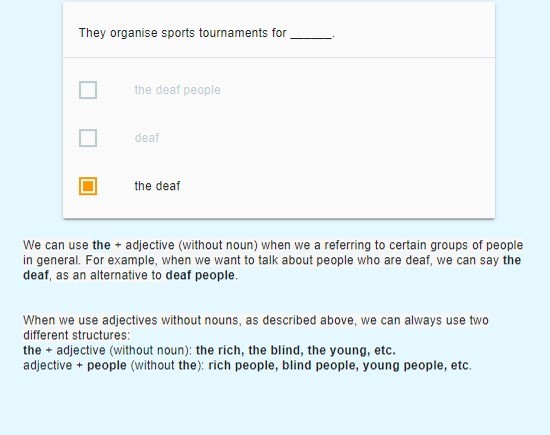 They organise sports tournaments for ______.
the deaf people
deaf
the deaf
We can use the + adjective (without noun) when we a referring to certain groups of people
in general. For example, when we want to talk about people who are deaf, we can say the
deaf, as an alternative to deaf people.
When we use adjectives without nouns, as described above, we can always use two
different structures:
the + adjective (without noun): the rich, the blind, the young, etc.
adjective + people (without the): rich people, blind people, young people, etc.